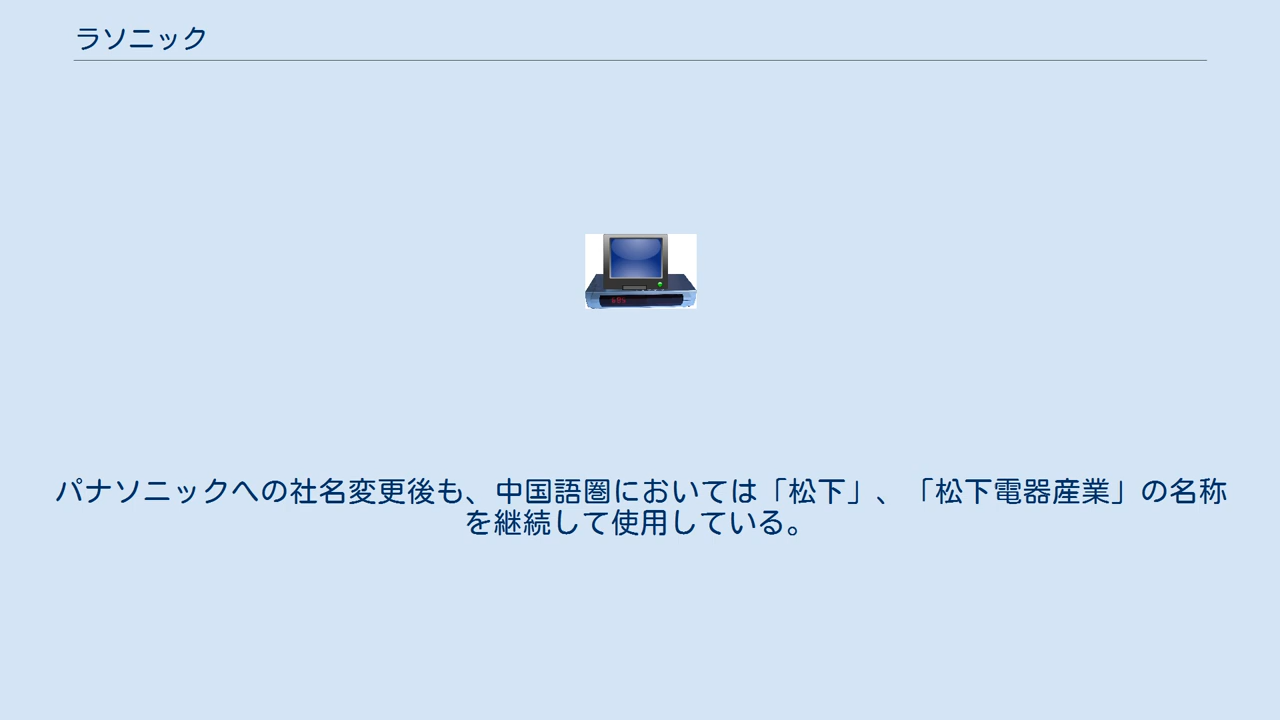 ラソニック
パナソニックへの社名変更後も、中国語圏においては「松下」、「松下電器産業」の名称
を継続して使用している。